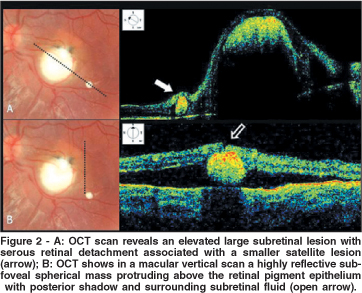 A
B
Figure 2 - A: OCT scan reveals an elevated large subretinal lesion with
serous retinal detachment associated with a smaller satellite lesion
(arrow); B: OCT shows in a macular vertical scan a highly reflective sub-
foveal spherical mass protruding above the retinal pigment epithelium
with posterior shadow and surrounding subretinal fluid (open arrow).